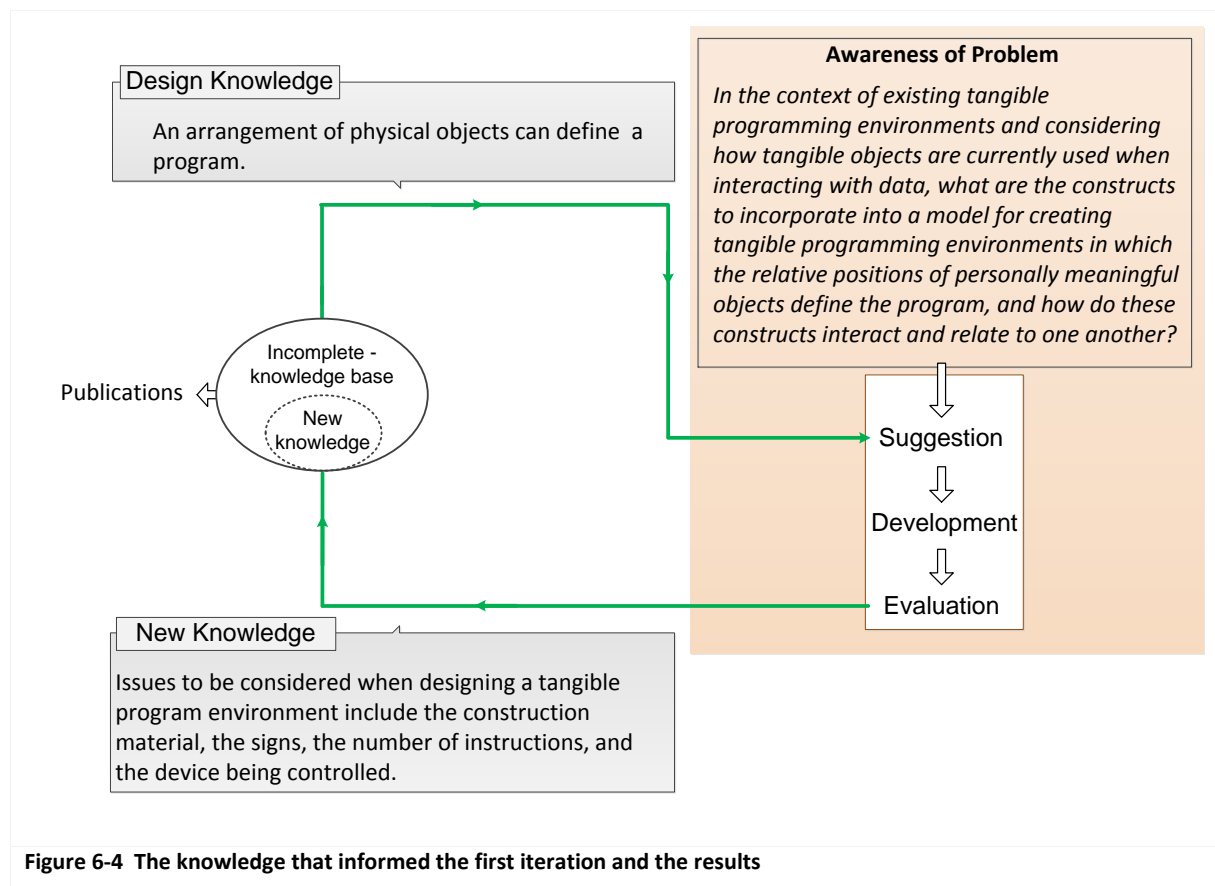 Design Knowledge
An arrangement of physical objects can define a
program.
Awareness of Problem
In the context of existing tangible
programming environments and considering
how tangible objects are currently used when
interacting with data, what are the constructs
to incorporate into a model for creating
tangible programming environments in which
the relative positions of personally meaningful
objects define the program, and how do these
constructs interact and relate to one another?
Incomplete -
knowledge base
New
knowledge
Publications
Suggestion
Development
Evaluation
New Knowledge
Issues to be considered when designing a tangible
program environment include the construction
material, the signs, the number of instructions, and
the device being controlled.
Figure 6-4 The knowledge that informed the first iteration and the results